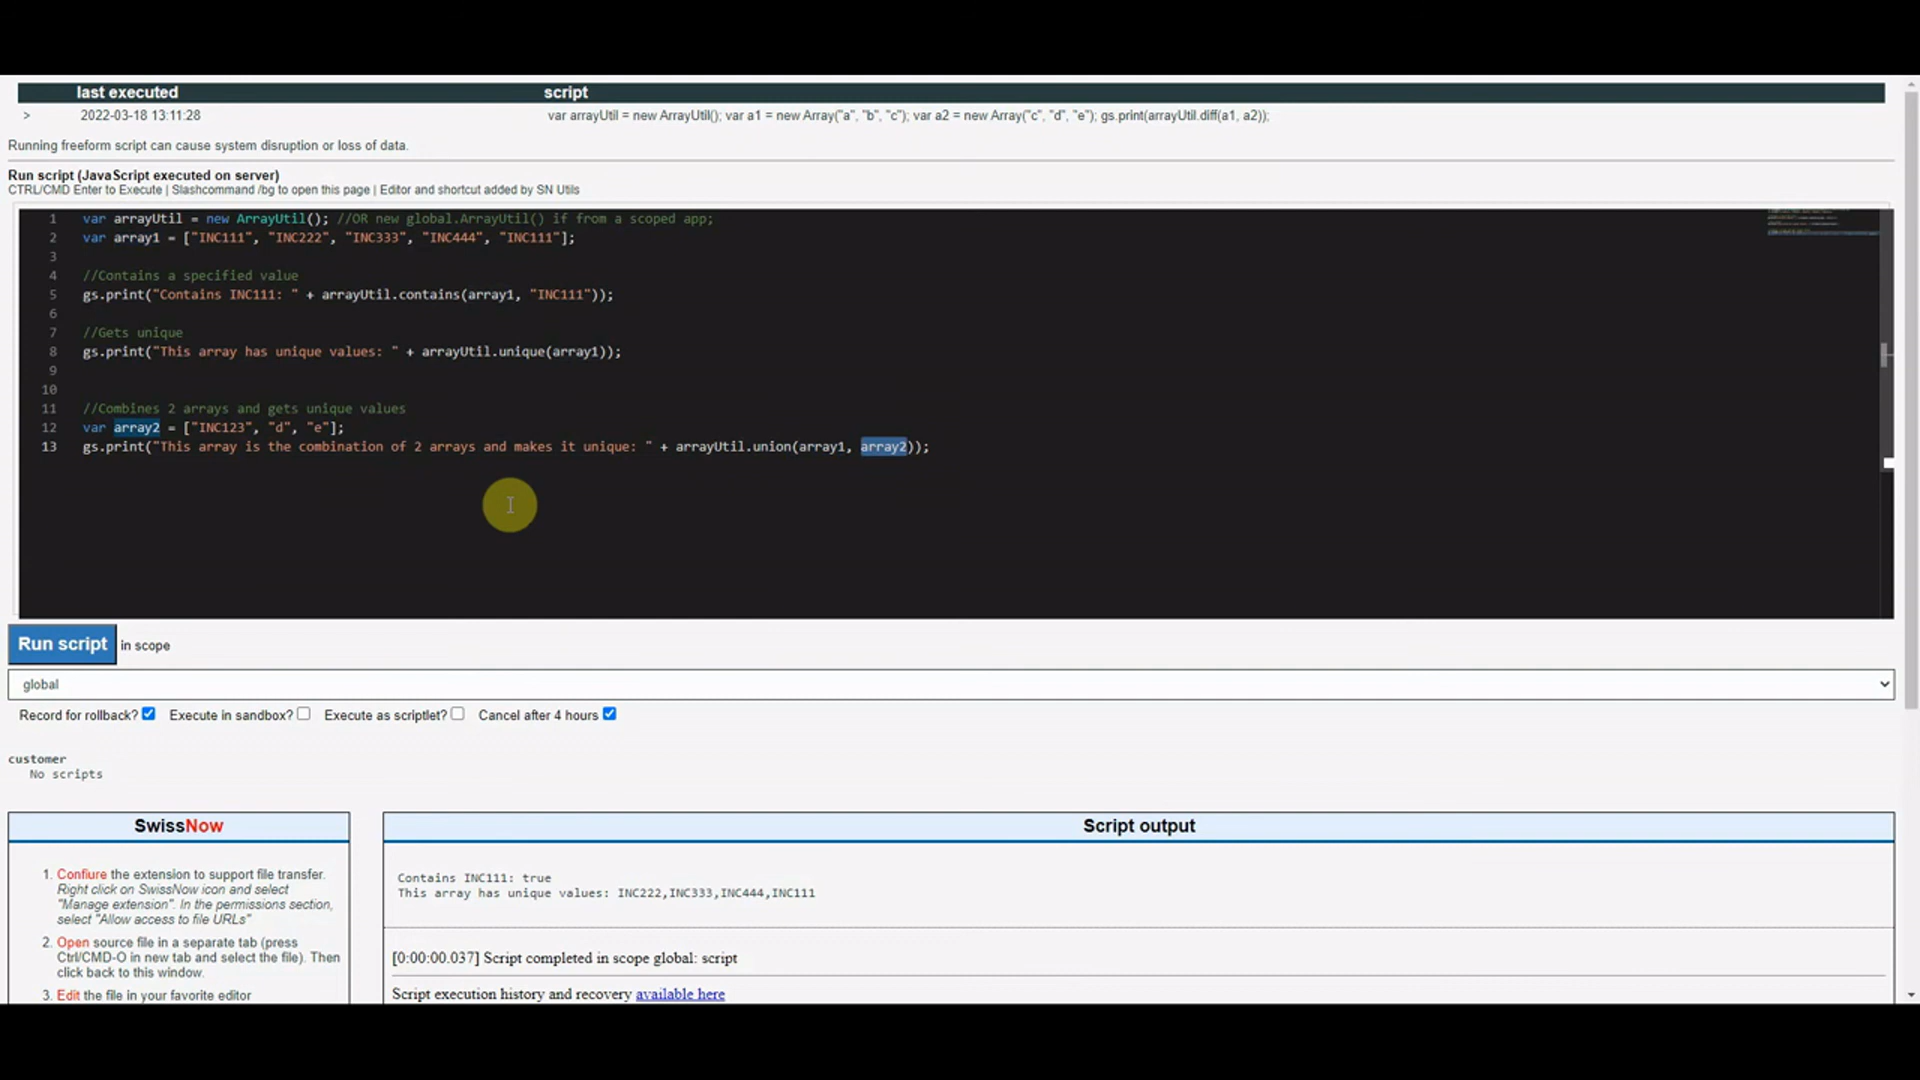 last executed script
> 2022-03-18 13:11:28 var arrayUtil = new ArrayUtil(); var a1 = new Array("a", "b", "c"); var a2 = new Array("c", "d", "e"); gs.print(arrayUtil.diff(a1, a2));
Running freeform script can cause system disruption or loss of data.
Run script (JavaScript executed on server)
CTRL/CMD Enter to Execute | Slashcommand /bg to open this page | Editor and shortcut added by SN Utils
1 var arrayUtil = new ArrayUtil(); //OR new global.ArrayUtil() if from a scoped app;
2 var array1 = ["INC111", "INC222", "INC333", "INC444", "INC111"];
3
4 //Contains a specified value
5 gs.print("Contains INC111: " + arrayUtil.contains(array1, "INC111"));
6
7 //Gets unique
8 gs.print("This array has unique values: " + arrayUtil.unique(array1));
9
10
11 //Combines 2 arrays and gets unique values
12 var array2 = ["INC123", "d", "e"];
13 gs.print("This array is the combination of 2 arrays and makes it unique: " + arrayUtil.union(array1, array2));
Run script in scope
global
Record for rollback? Execute in sandbox? Execute as scriptlet? Cancel after 4 hours
customer
No scripts
SwissNow
1. Confiure the extension to support file transfer.
Right click on SwissNow icon and select
"Manage extension". In the permissions section,
select "Allow access to file URLs"
2. Open source file in a separate tab (press
Ctrl/CMD-O in new tab and select the file). Then
click back to this window.
3. Edit the file in your favorite editor
Script output
Contains INC111: true
This array has unique values: INC222,INC333,INC444,INC111
[0:00:00.037] Script completed in scope global: script
Script execution history and recovery available here